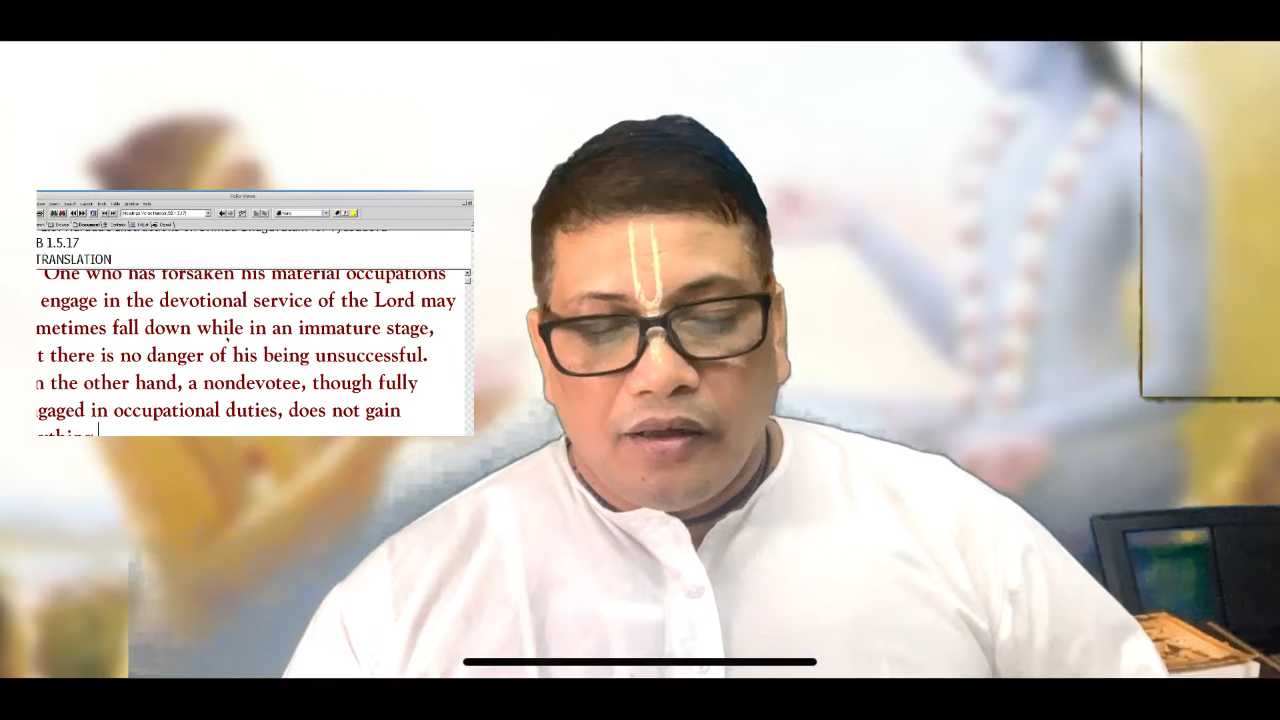 Folio Views
B 1.5.17
TRANSLATION
One who has forsaken his material occupations
engage in the devotional service of the Lord may
metimes fall down while in an immature stage,
t there is no danger of his being unsuccessful.
n the other hand, a nondevotee, though fully
gaged in occupational duties, does not gain